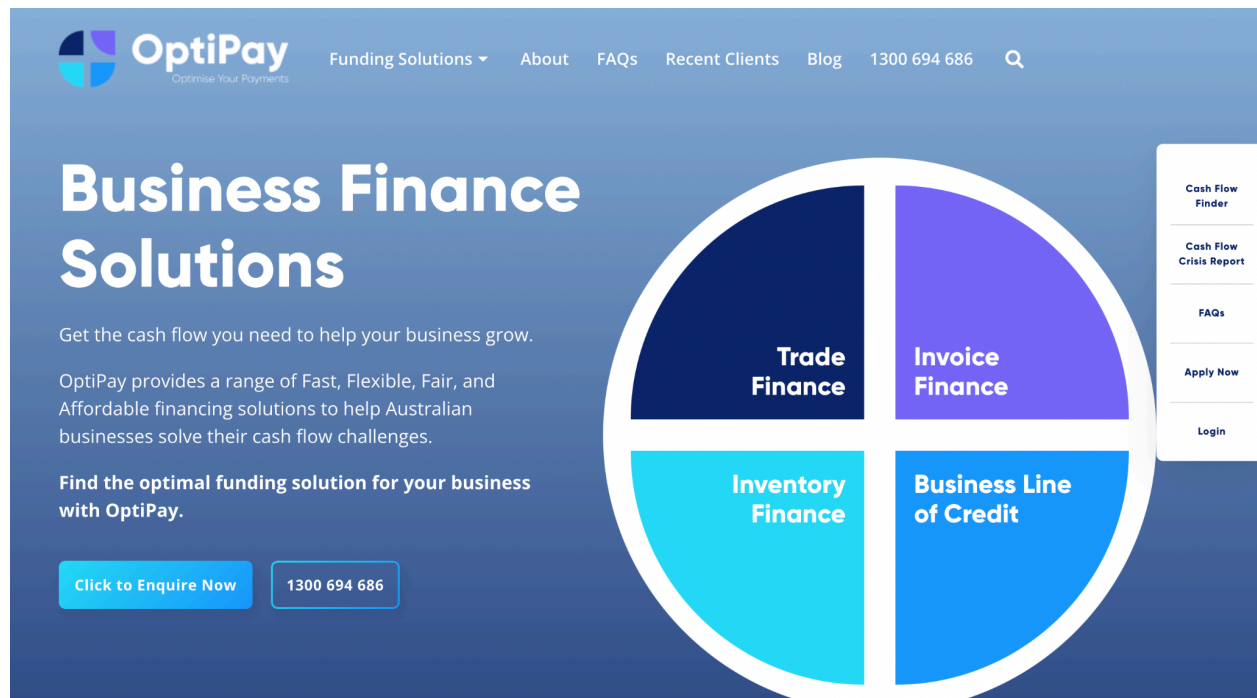 OptiPay
Optimise Your Payments
Funding Solutions
About
FAQs
Recent Clients
Blog
1300 694 686
Business Finance
Solutions
Get the cash flow you need to help your business grow.
OptiPay provides a range of Fast, Flexible, Fair, and
Affordable financing solutions to help Australian
businesses solve their cash flow challenges.
Find the optimal funding solution for your business
with OptiPay.
Click to Enquire Now
1300 694 686
Trade
Finance
Invoice
Finance
Inventory
Finance
Business Line
of Credit
Cash Flow
Finder
Cash Flow
Crisis Report
FAQs
Apply Now
Login